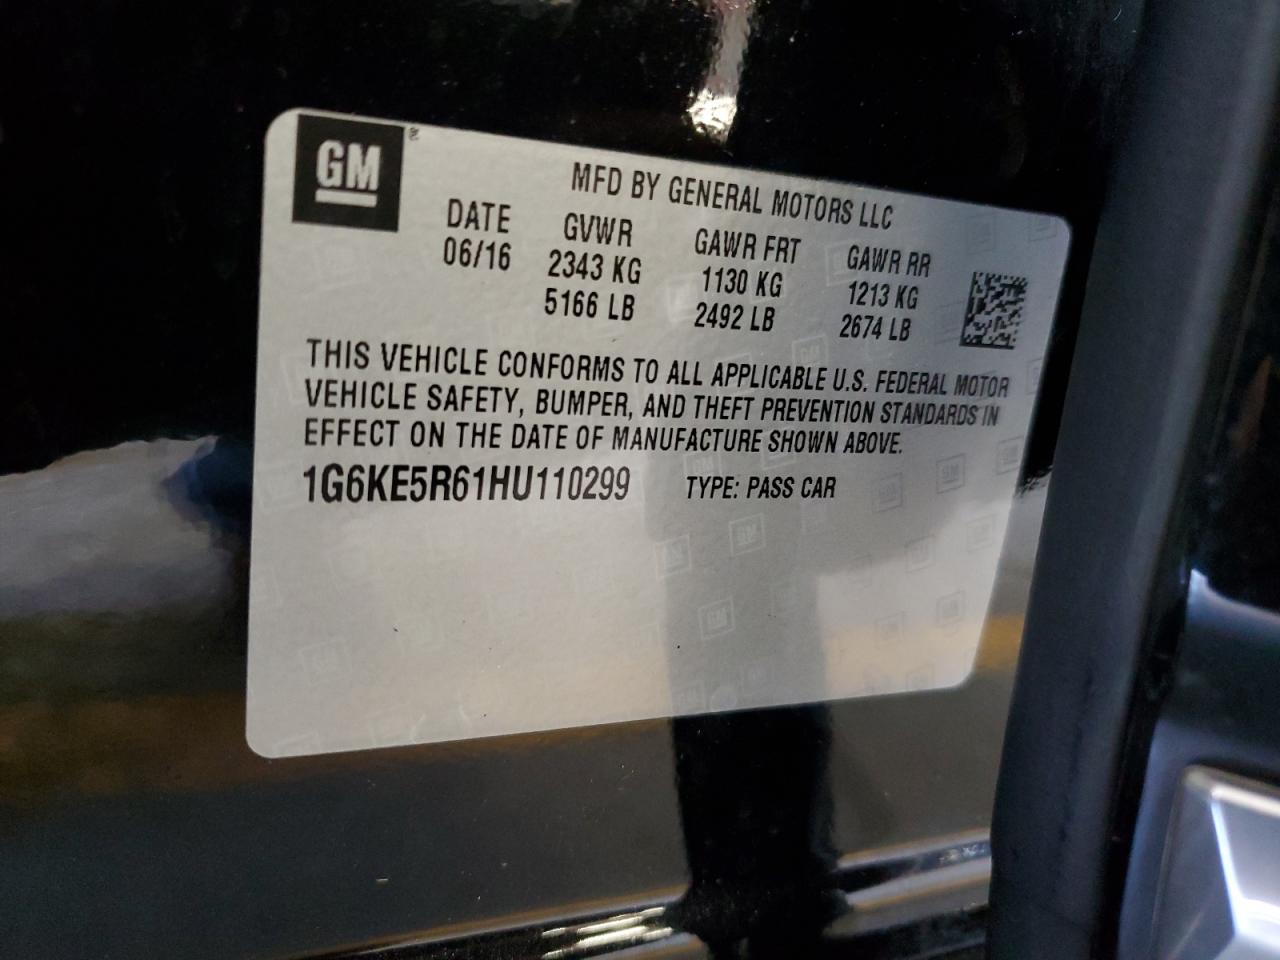 GM
MFD BY GENERAL MOTORS LLC
DATE GVWR GAWR FRT GAWR RR
06/16 2343 KG 1130 KG 1213 KG
5166 LB 2492 LB 2674 LB
THIS VEHICLE CONFORMS TO ALL APPLICABLE U.S. FEDERAL MOTOR
VEHICLE SAFETY, BUMPER, AND THEFT PREVENTION STANDARDS IN
EFFECT ON THE DATE OF MANUFACTURE SHOWN ABOVE.
1G6KE5R61HU110299 TYPE: PASS CAR